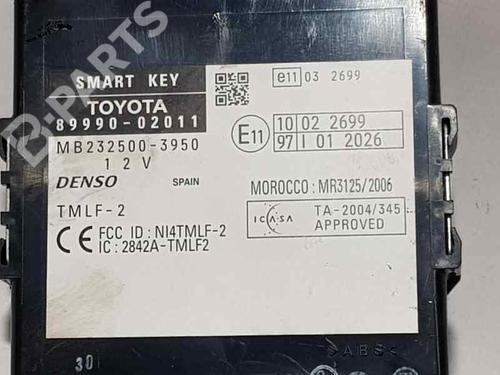 B-PARTS
SMART KEY
TOYOTA
89990-02011
MB232500-3950
12V
DENSO SPAIN
TMLF-2
CE FCC ID : NI4TMLF-2
IC : 2842A-TMLF2
e11 03 2699
E11 10 02 2699
97 I 01 2026
MOROCCO : MR3125/2006
ICASA TA-2004/345
APPROVED
30
>ABS<